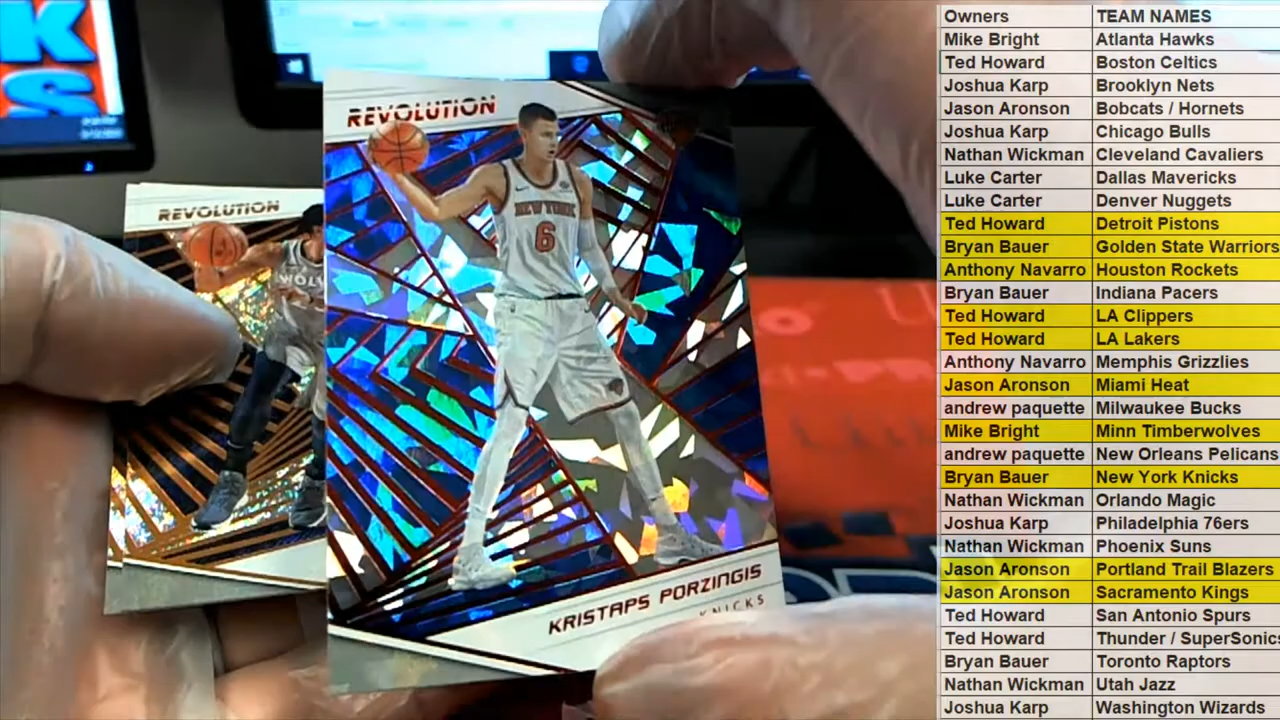 K
S
REVOLUTION
WOLV
REVOLUTION
NEW YORK
6
KRISTAPS PORZINGIS
KNICKS
Owners TEAM NAMES
Mike Bright Atlanta Hawks
Ted Howard Boston Celtics
Joshua Karp Brooklyn Nets
Jason Aronson Bobcats / Hornets
Joshua Karp Chicago Bulls
Nathan Wickman Cleveland Cavaliers
Luke Carter Dallas Mavericks
Luke Carter Denver Nuggets
Ted Howard Detroit Pistons
Bryan Bauer Golden State Warriors
Anthony Navarro Houston Rockets
Bryan Bauer Indiana Pacers
Ted Howard LA Clippers
Ted Howard LA Lakers
Anthony Navarro Memphis Grizzlies
Jason Aronson Miami Heat
andrew paquette Milwaukee Bucks
Mike Bright Minn Timberwolves
andrew paquette New Orleans Pelicans
Bryan Bauer New York Knicks
Nathan Wickman Orlando Magic
Joshua Karp Philadelphia 76ers
Nathan Wickman Phoenix Suns
Jason Aronson Portland Trail Blazers
Jason Aronson Sacramento Kings
Ted Howard San Antonio Spurs
Ted Howard Thunder / SuperSonics
Bryan Bauer Toronto Raptors
Nathan Wickman Utah Jazz
Joshua Karp Washington Wizards